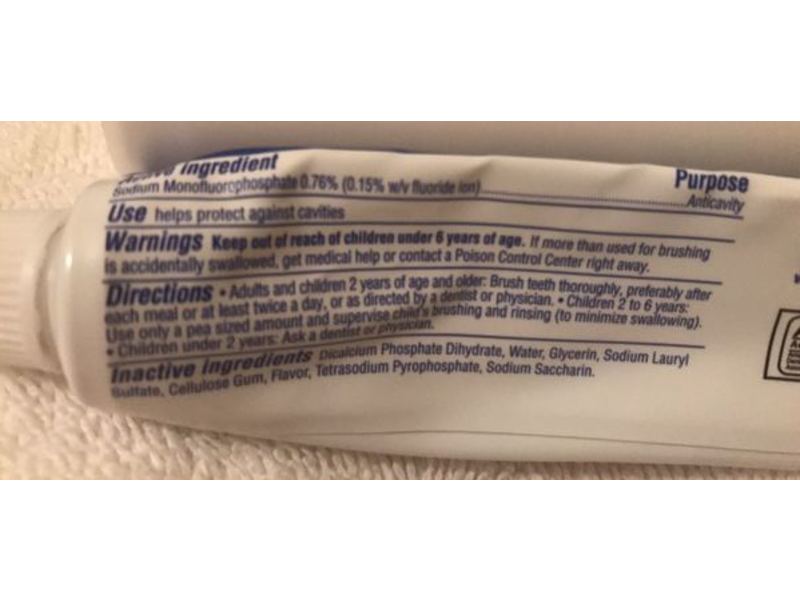 Active Ingredient Purpose
Sodium Monofluorophosphate 0.76% (0.15% w/v fluoride ion)..........Anticavity
Use helps protect against cavities
Warnings Keep out of reach of children under 6 years of age. If more than used for brushing
is accidentally swallowed, get medical help or contact a Poison Control Center right away.
Directions • Adults and children 2 years of age and older: Brush teeth thoroughly, preferably after
each meal or at least twice a day, or as directed by a dentist or physician. • Children 2 to 6 years:
Use only a pea sized amount and supervise child's brushing and rinsing (to minimize swallowing).
• Children under 2 years: Ask a dentist or physician.
Inactive Ingredients Dicalcium Phosphate Dihydrate, Water, Glycerin, Sodium Lauryl
Sulfate, Cellulose Gum, Flavor, Tetrasodium Pyrophosphate, Sodium Saccharin.